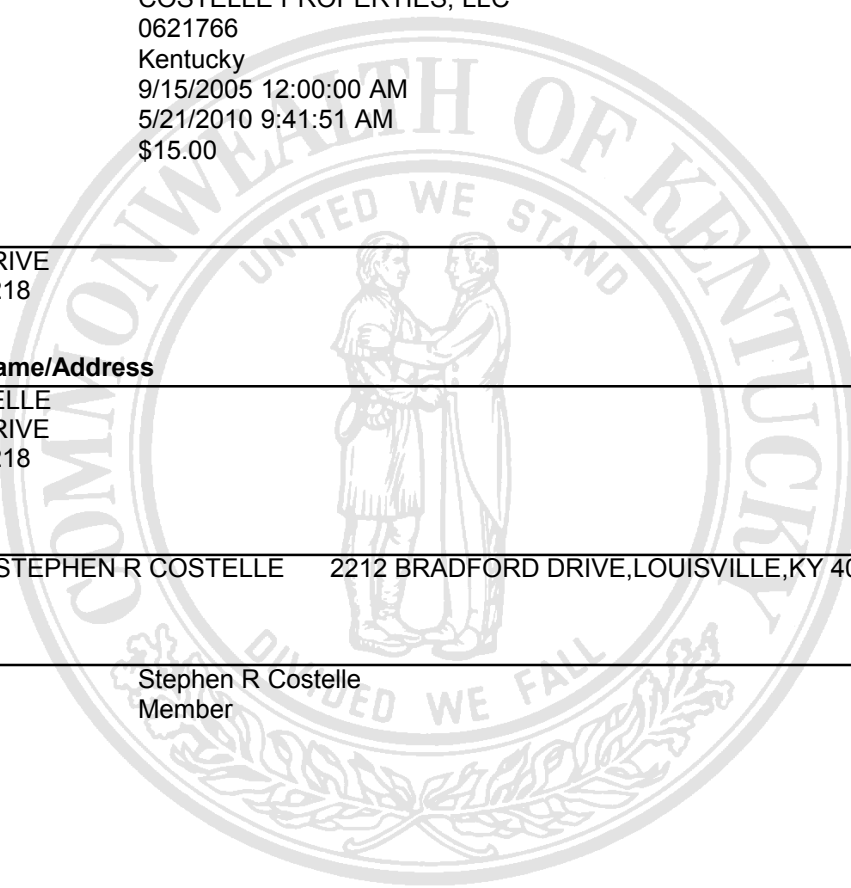 COSTELLE PROPERTIES, LLC
0621766
Kentucky
9/15/2005 12:00:00 AM
5/21/2010 9:41:51 AM
$15.00
RIVE
218
ame/Address
ELLE
RIVE
218
STEPHEN R COSTELLE 2212 BRADFORD DRIVE,LOUISVILLE,KY 40
Stephen R Costelle
Member
COMMONWEALTH OF KENTUCKY
UNITED WE STAND
DIVIDED WE FALL